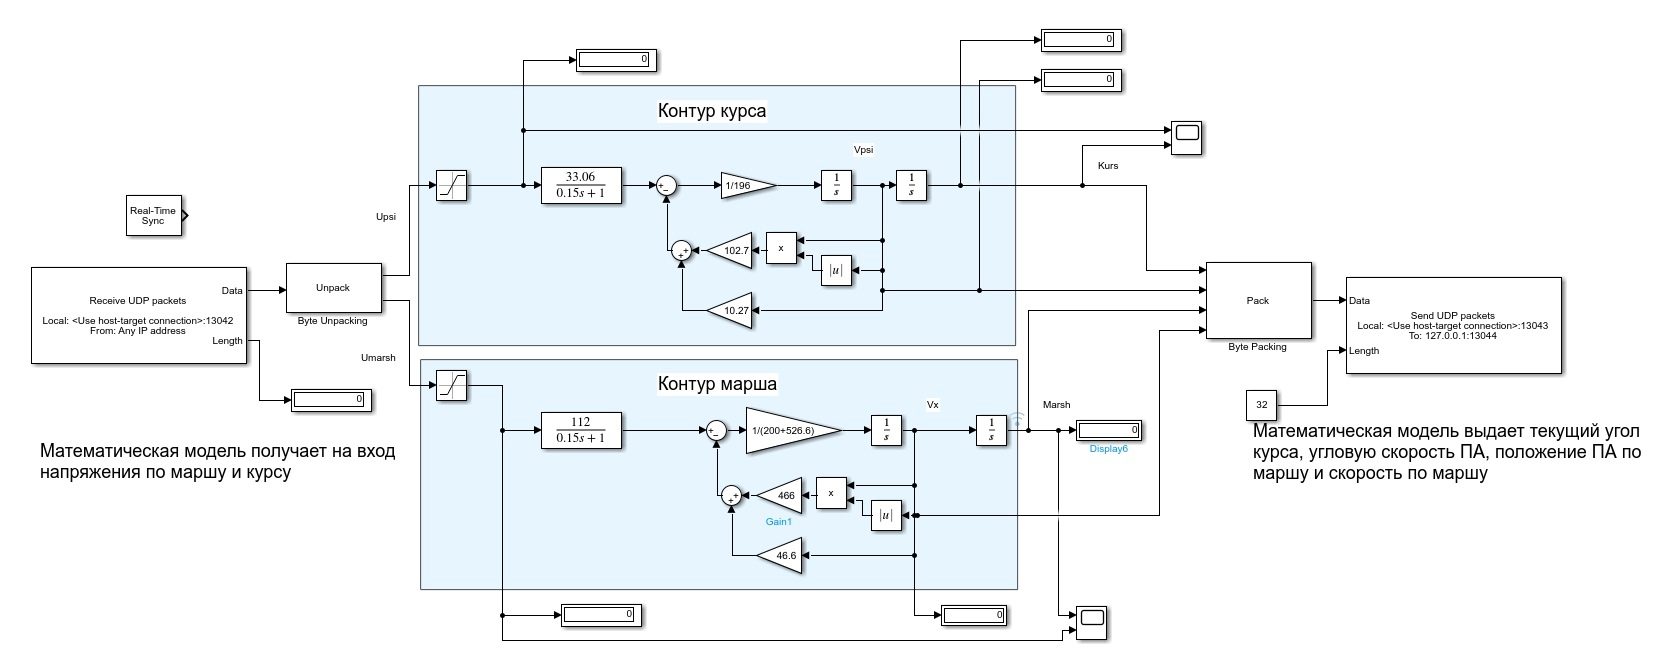 0
0
0
Контур курса
Vpsi
Kurs
33.06
0.15s + 1
1/196
1
s
1
s
Real-Time
Sync
Upsi
102.7
x
|u|
10.27
Receive UDP packets
Data
Local: <Use host-target connection>:13042
From: Any IP address
Length
Unpack
Byte Unpacking
Umarsh
0
Pack
Byte Packing
Data
Send UDP packets
Local: <Use host-target connection>:13043
To: 127.0.0.1:13044
Length
32
Контур марша
Vx
Marsh
112
0.15s + 1
1/(200+526.6)
1
s
1
s
0
Display6
466
Gain1
x
|u|
46.6
0
0
Математическая модель получает на вход
напряжения по маршу и курсу
Математическая модель выдает текущий угол
курса, угловую скорость ПА, положение ПА по
маршу и скорость по маршу